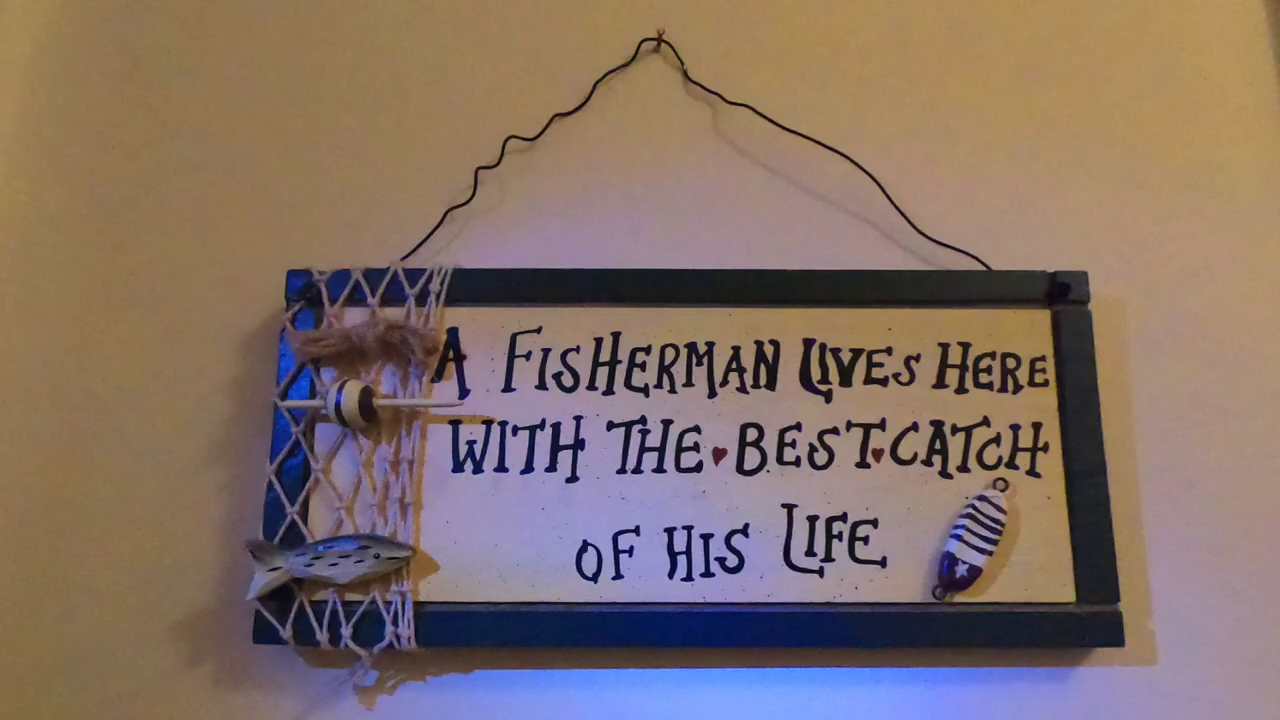 A FISHERMAN LIVES HERE
WITH THE♥BEST♥CATCH
OF HIS LIFE